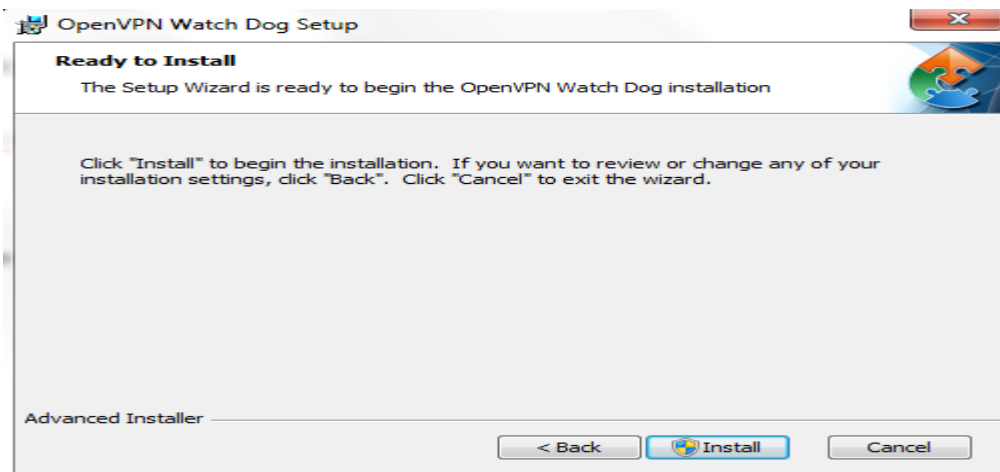 OpenVPN Watch Dog Setup
Ready to Install
The Setup Wizard is ready to begin the OpenVPN Watch Dog installation
Click "Install" to begin the installation. If you want to review or change any of your
installation settings, click "Back". Click "Cancel" to exit the wizard.
Advanced Installer
< Back Install Cancel